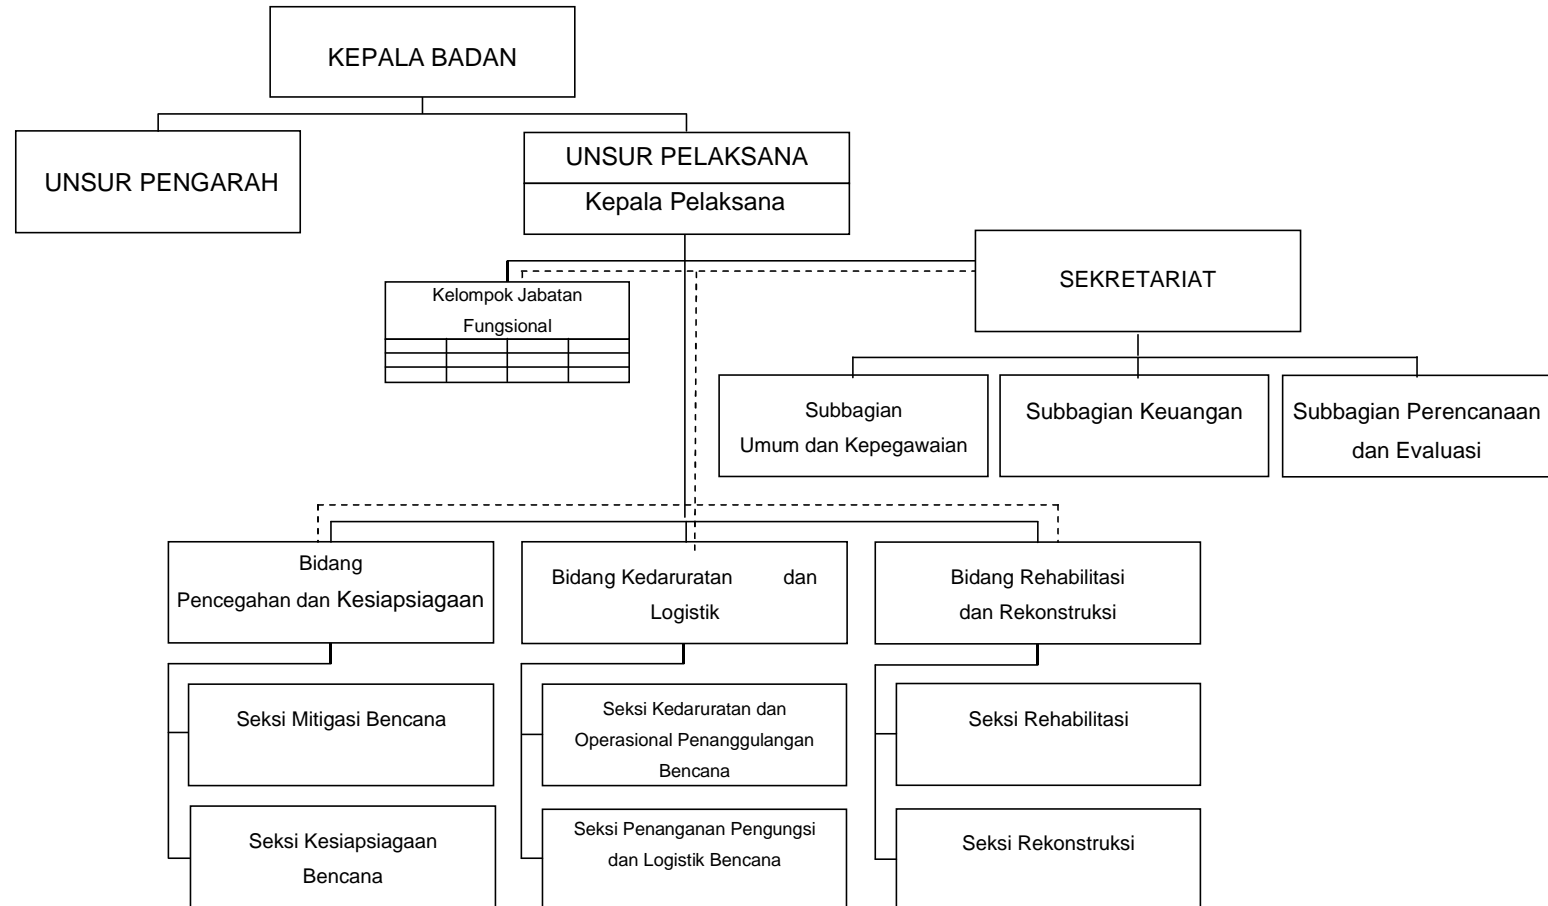 KEPALA BADAN
UNSUR PENGARAH
UNSUR PELAKSANA
Kepala Pelaksana
SEKRETARIAT
Kelompok Jabatan
Fungsional
Subbagian
Umum dan Kepegawaian
Subbagian Keuangan
Subbagian Perencanaan
dan Evaluasi
Bidang
Pencegahan dan Kesiapsiagaan
Bidang Kedaruratan dan
Logistik
Bidang Rehabilitasi
dan Rekonstruksi
Seksi Mitigasi Bencana
Seksi Kedaruratan dan
Operasional Penanggulangan
Bencana
Seksi Rehabilitasi
Seksi Kesiapsiagaan
Bencana
Seksi Penanganan Pengungsi
dan Logistik Bencana
Seksi Rekonstruksi